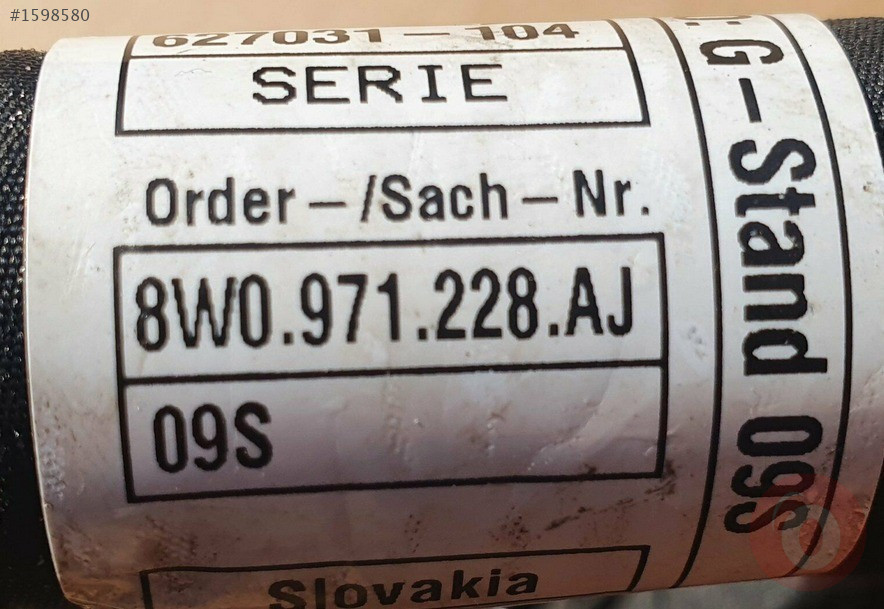 #1598580
627031-104
SERIE
Order-/Sach-Nr.
8W0.971.228.AJ
09S
Slovakia
G-Stand 09S